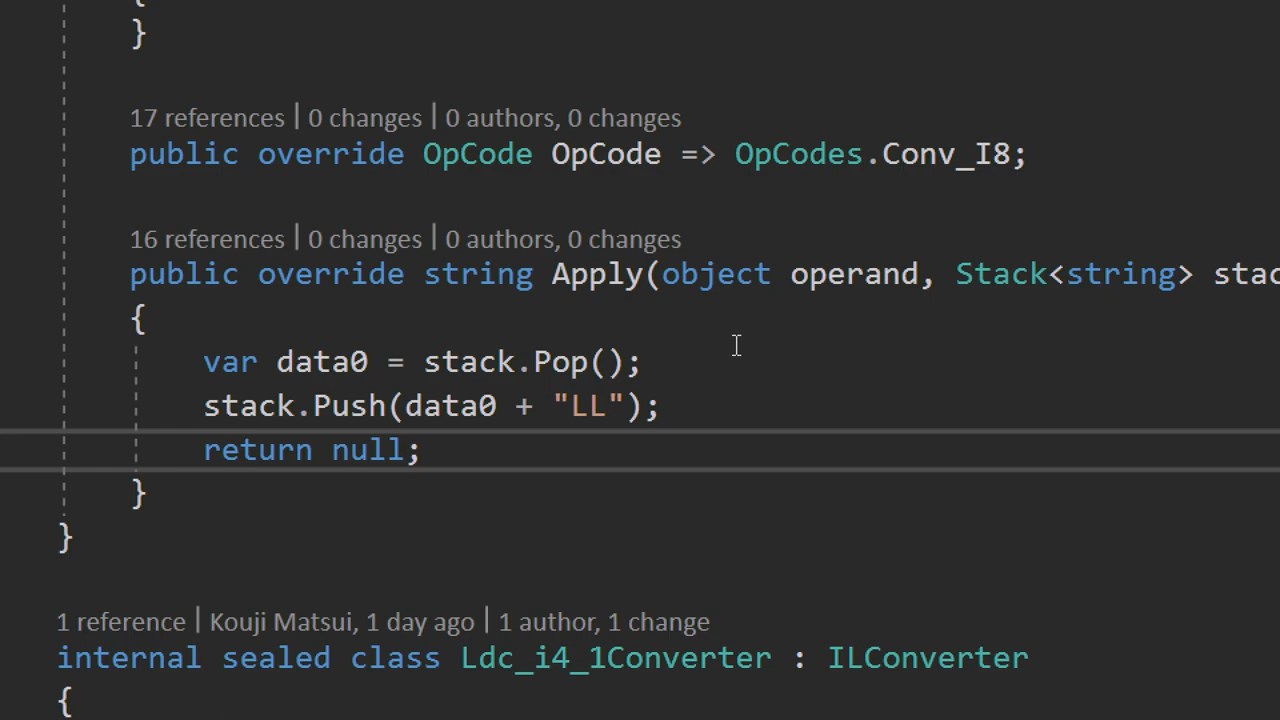 {
}
17 references | 0 changes | 0 authors, 0 changes
public override OpCode OpCode => OpCodes.Conv_I8;
16 references | 0 changes | 0 authors, 0 changes
public override string Apply(object operand, Stack<string> stac
{
var data0 = stack.Pop();
stack.Push(data0 + "LL");
return null;
}
}
1 reference | Kouji Matsui, 1 day ago | 1 author, 1 change
internal sealed class Ldc_i4_1Converter : ILConverter
{